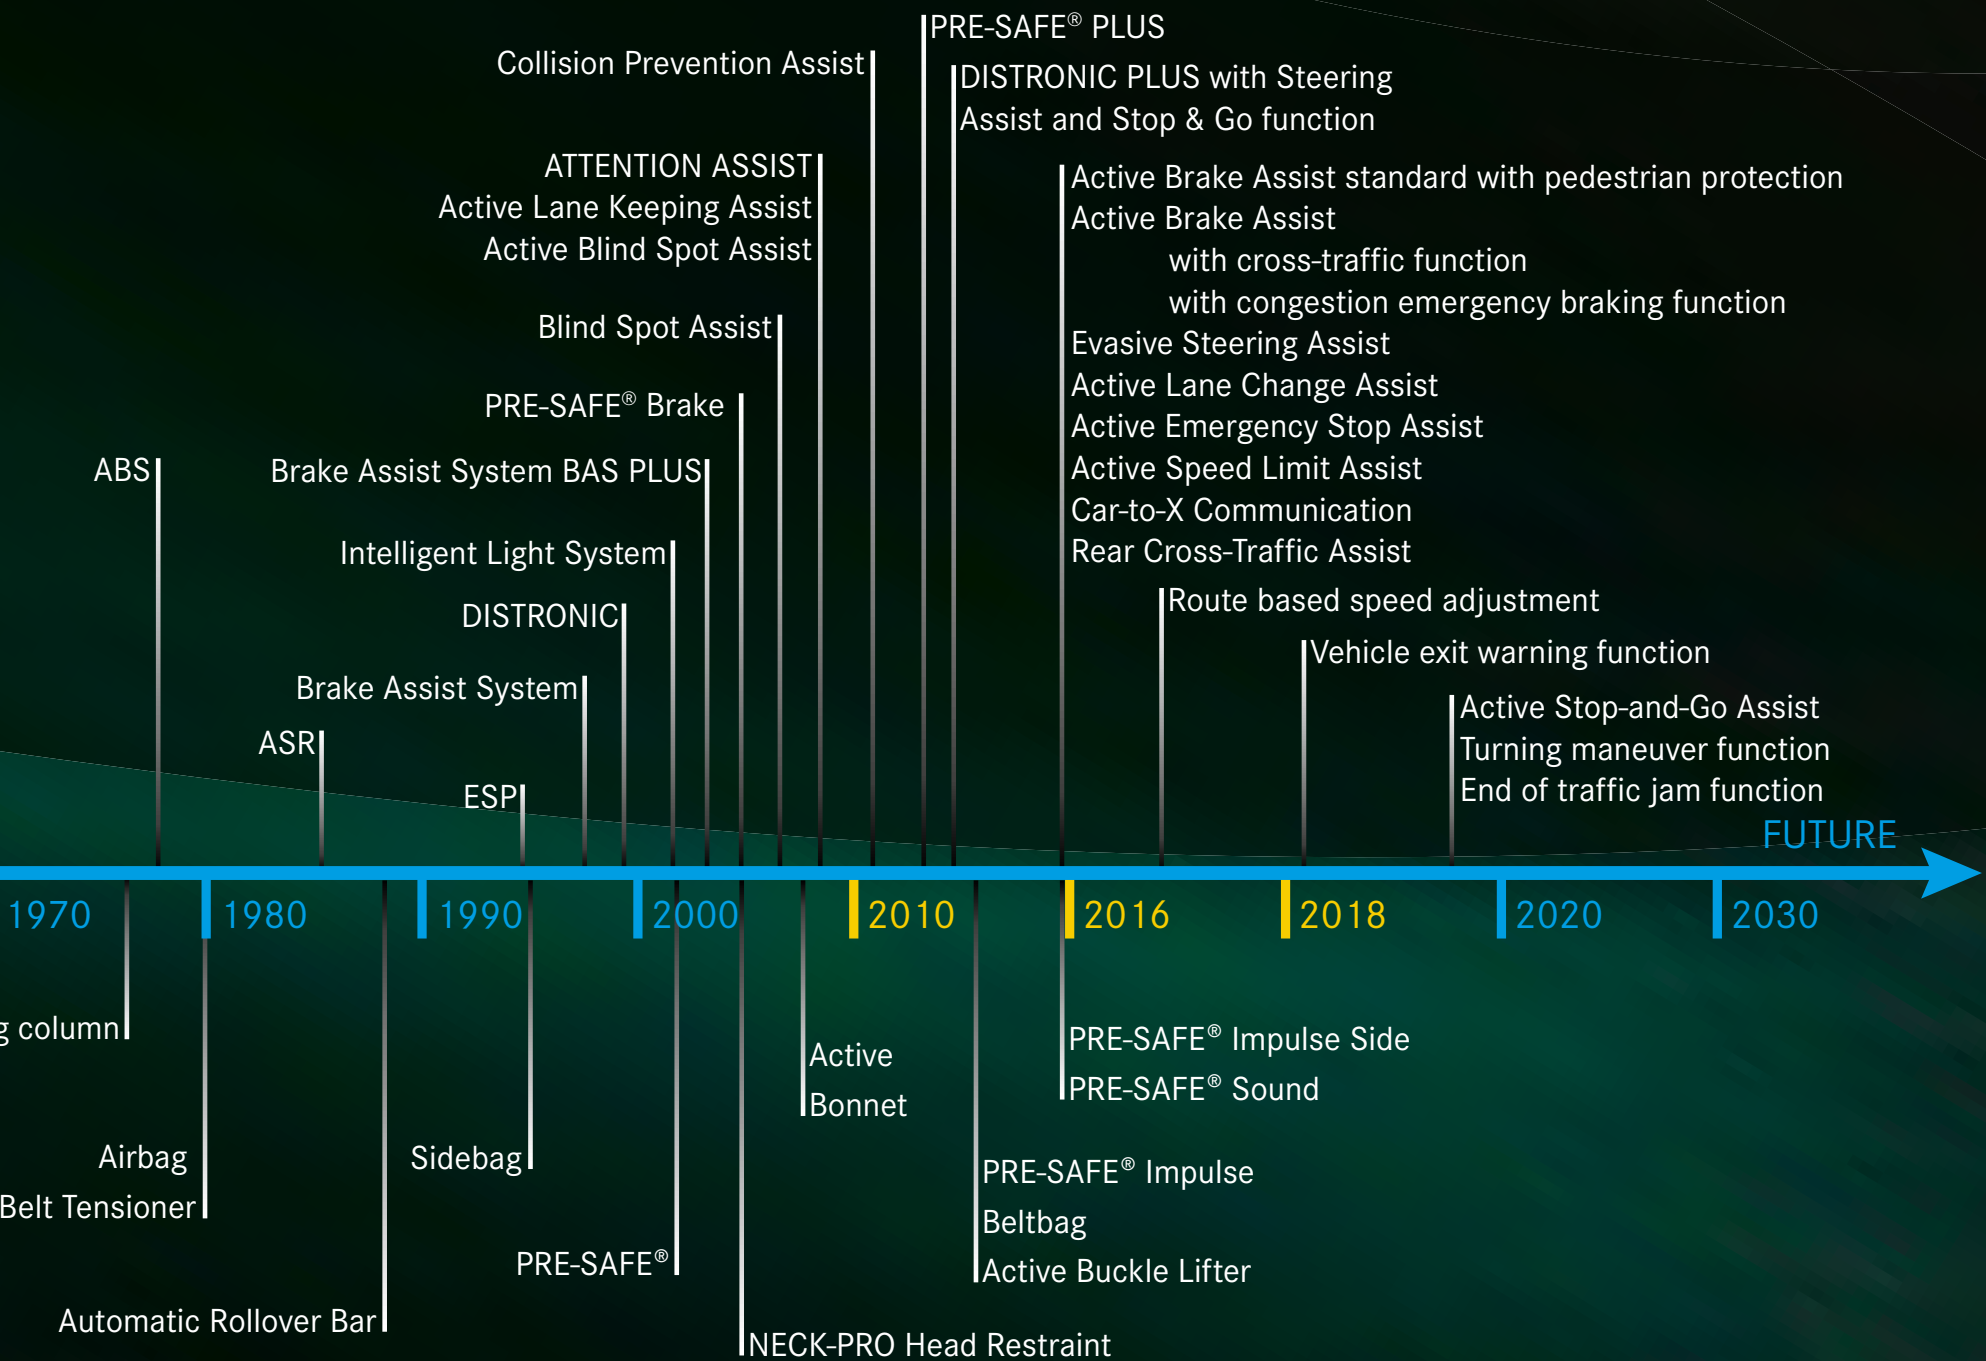 PRE-SAFE® PLUS
Collision Prevention Assist
DISTRONIC PLUS with Steering
Assist and Stop & Go function
ATTENTION ASSIST
Active Lane Keeping Assist
Active Blind Spot Assist
Active Brake Assist standard with pedestrian protection
Active Brake Assist
with cross-traffic function
with congestion emergency braking function
Evasive Steering Assist
Active Lane Change Assist
Active Emergency Stop Assist
Active Speed Limit Assist
Car-to-X Communication
Rear Cross-Traffic Assist
Blind Spot Assist
PRE-SAFE® Brake
ABS
Brake Assist System BAS PLUS
Intelligent Light System
DISTRONIC
Route based speed adjustment
Vehicle exit warning function
Brake Assist System
Active Stop-and-Go Assist
Turning maneuver function
End of traffic jam function
ASR
ESP
FUTURE
1970
1980
1990
2000
2010
2016
2018
2020
2030
g column
Active
Bonnet
PRE-SAFE® Impulse Side
PRE-SAFE® Sound
Airbag
Belt Tensioner
Sidebag
PRE-SAFE® Impulse
Beltbag
Active Buckle Lifter
PRE-SAFE®
Automatic Rollover Bar
NECK-PRO Head Restraint